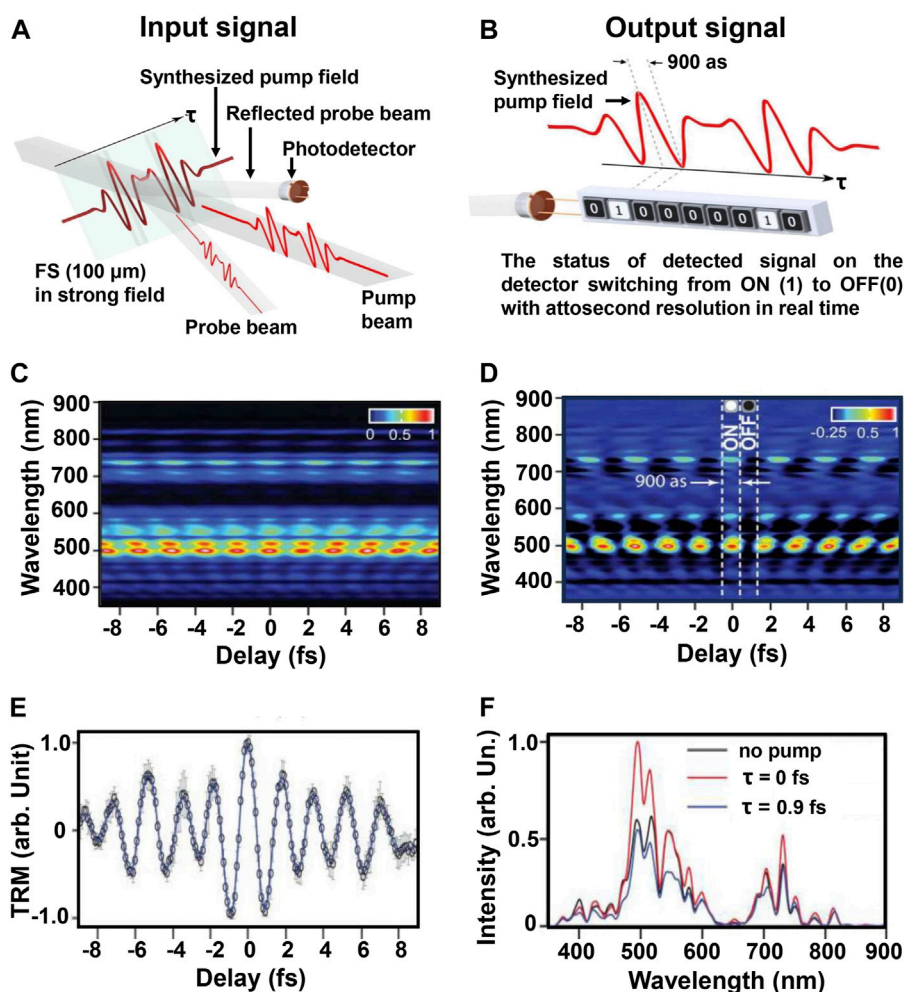 A
Input signal
Synthesized pump field
τ
Reflected probe beam
Photodetector
FS (100 μm)
in strong field
Probe beam
Pump
beam
B
Output signal
900 as
Synthesized
pump field
τ
0 1 0 0 0 0 0 1 0
The status of detected signal on the
detector switching from ON (1) to OFF(0)
with attosecond resolution in real time
C
900
800
700
600
500
400
Wavelength (nm)
0 0.5 1
-8 -6 -4 -2 0 2 4 6 8
Delay (fs)
D
900
800
700
600
500
400
Wavelength (nm)
ON
OFF
900 as
-0.25 0.5 1
-8 -6 -4 -2 0 2 4 6 8
Delay (fs)
E
1.0
0
-1.0
TRM (arb. Unit)
-8 -6 -4 -2 0 2 4 6 8
Delay (fs)
F
1.0
0.5
0
Intensity (arb. Un.)
no pump
τ = 0 fs
τ = 0.9 fs
400 500 600 700 800 900
Wavelength (nm)